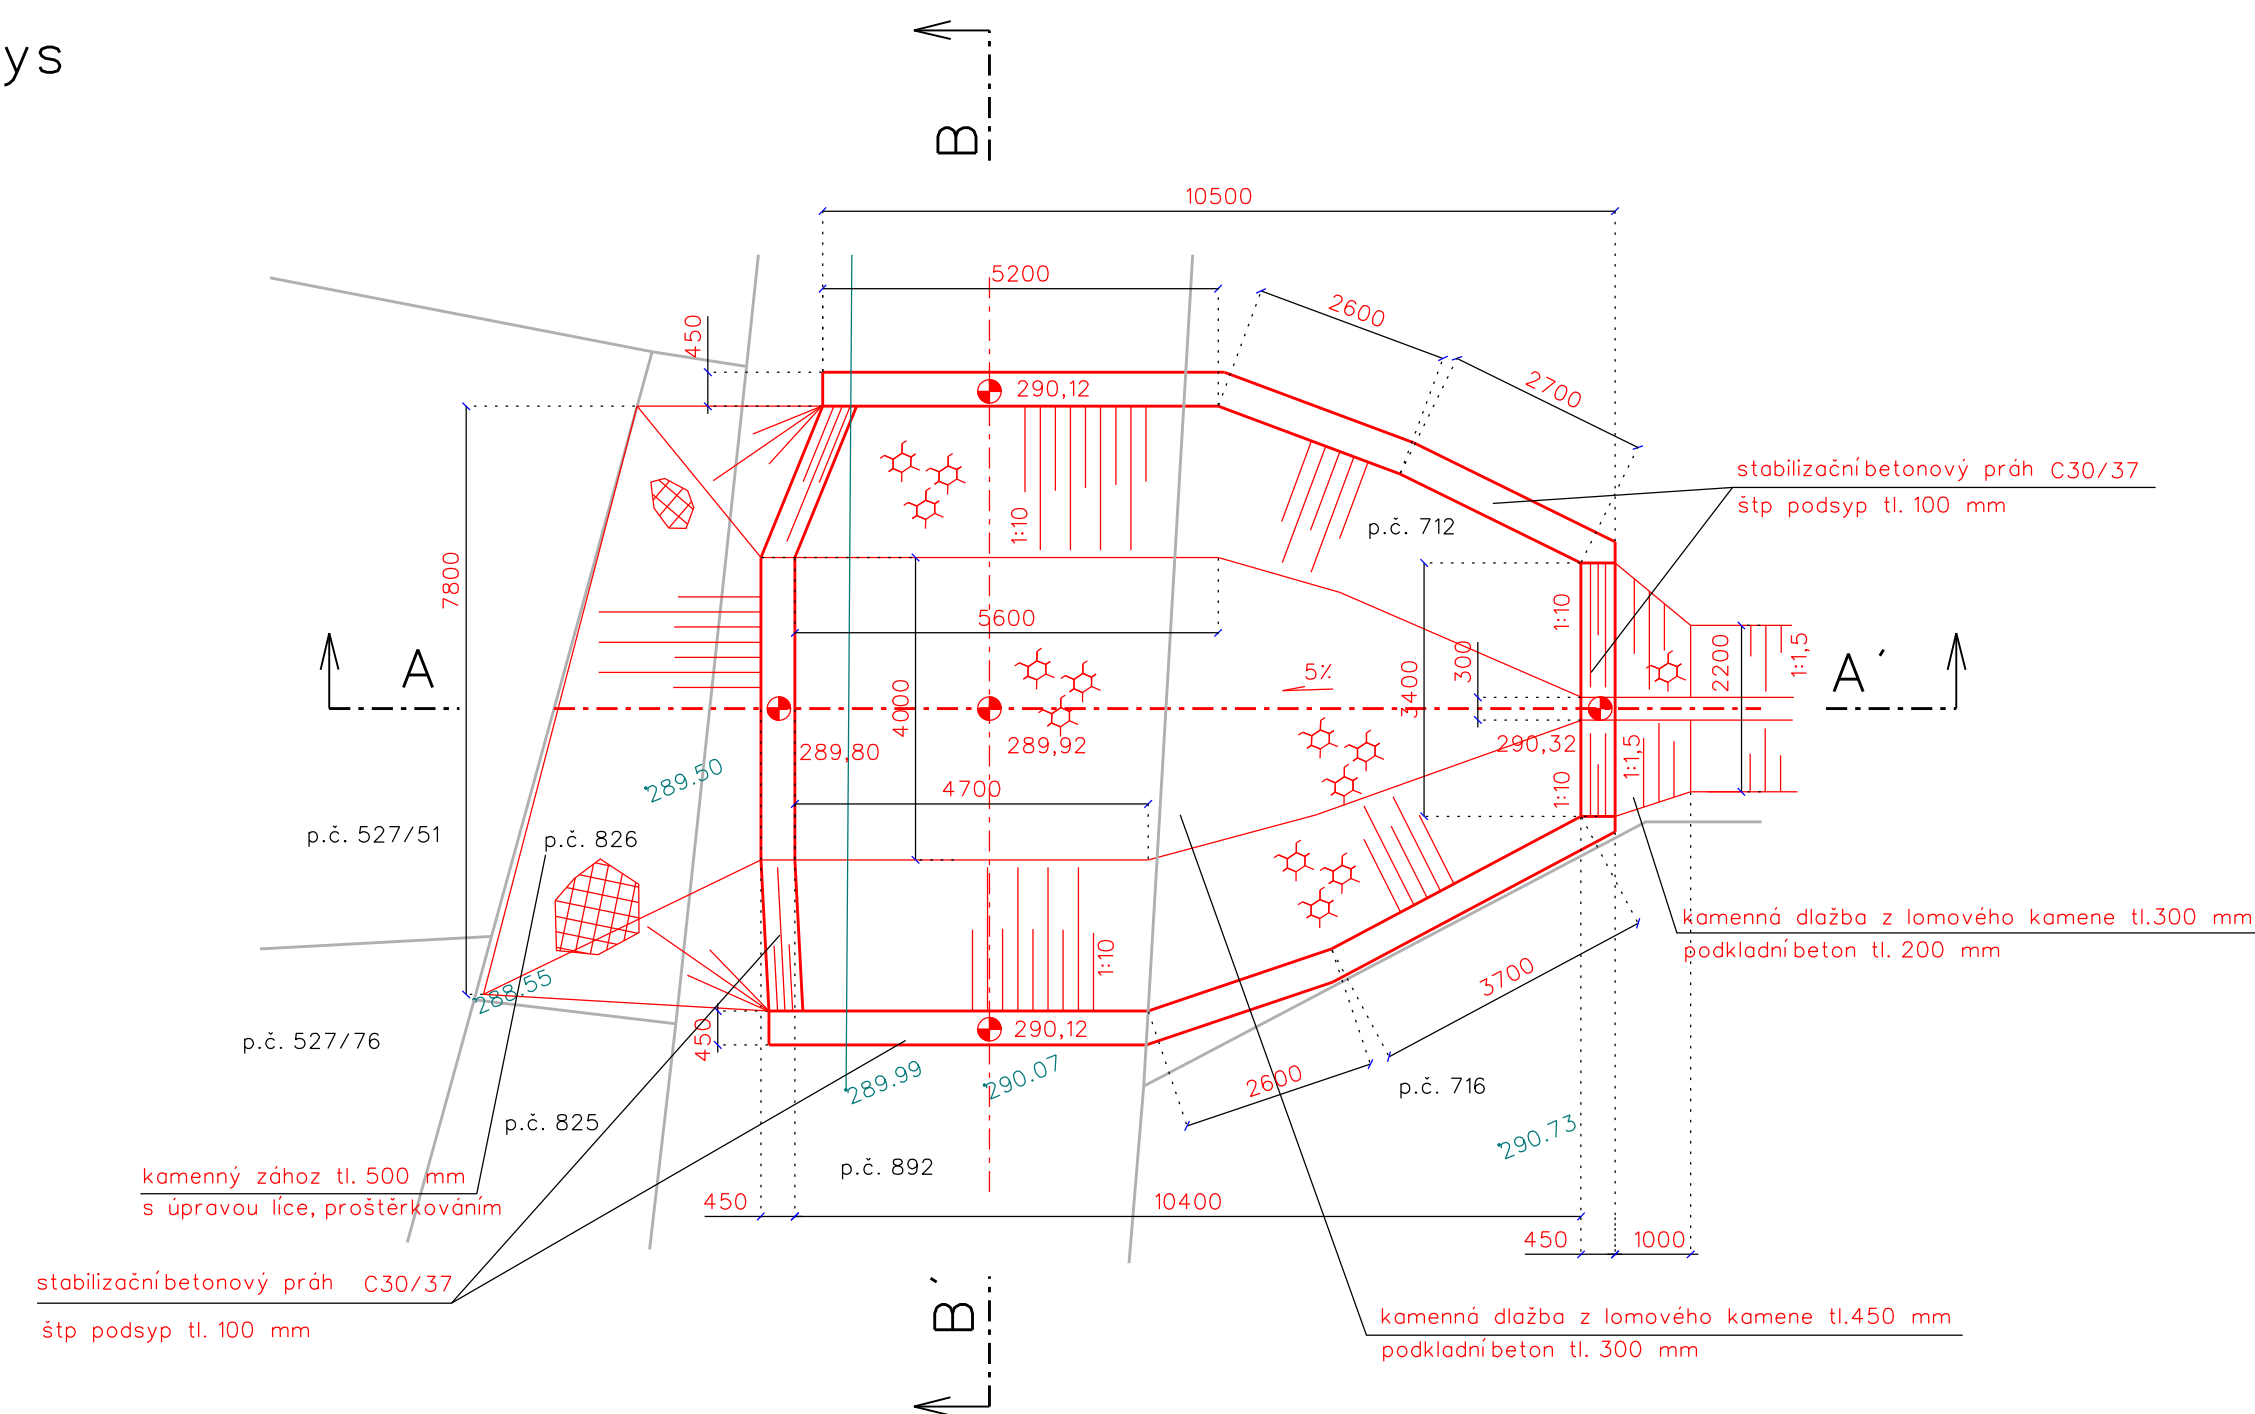 ys
B
10500
5200
2600
450
2700
290,12
stabilizační betonový práh C30/37
štp podsyp tl. 100 mm
1:10
p.č. 712
7800
1:10
5600
300
2200
1:1,5
A
5%
A´
3400
4000
289,80
289,92
290,32
1:1,5
289.50
4700
1:10
p.č. 527/51
p.č. 826
kamenná dlažba z lomového kamene tl.300 mm
podkladní beton tl. 200 mm
1:10
288.55
3700
p.č. 527/76
450
290,12
289.99
290.07
2600
p.č. 716
p.č. 825
290.73
p.č. 892
kamenný zához tl. 500 mm
s úpravou líce, proštěrkováním
450
10400
450
1000
stabilizační betonový práh C30/37
štp podsyp tl. 100 mm
B´
kamenná dlažba z lomového kamene tl.450 mm
podkladní beton tl. 300 mm